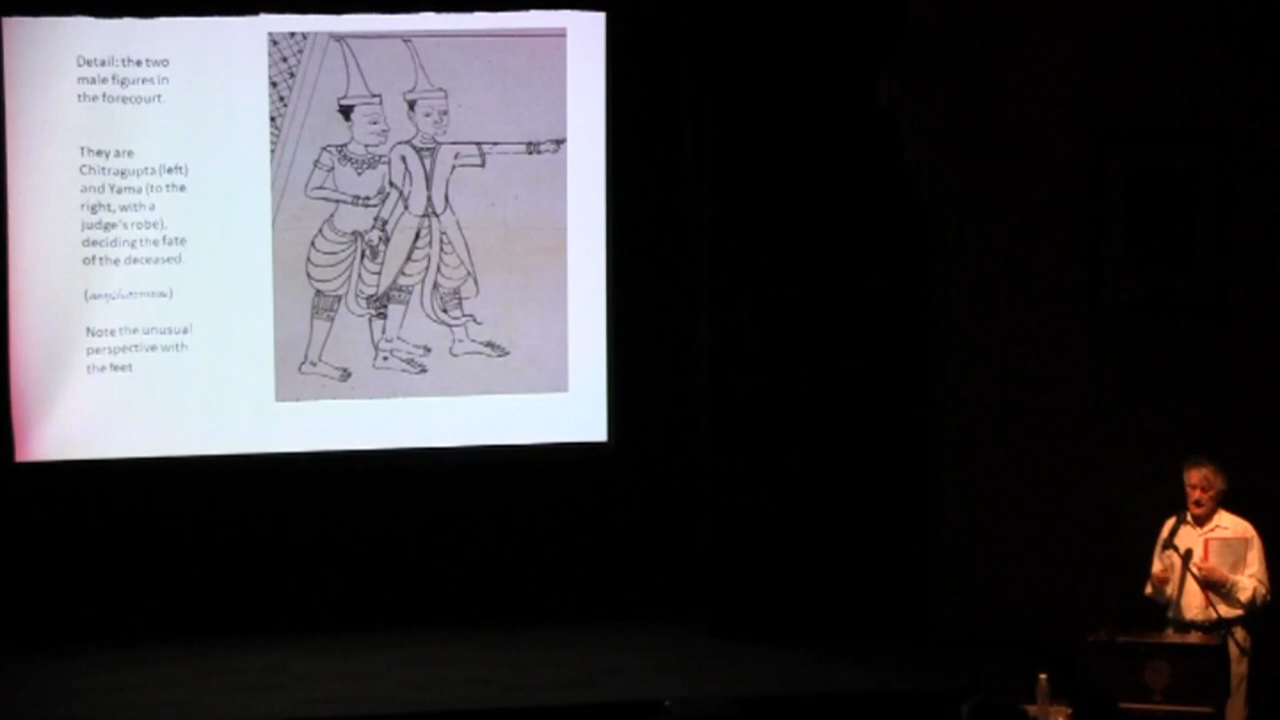 Detail: the two
male figures in
the forecourt.
They are
Chitragupta (left)
and Yama (to the
right, with a
judge's robe),
deciding the fate
of the deceased.
Note the unusual
perspective with
the feet